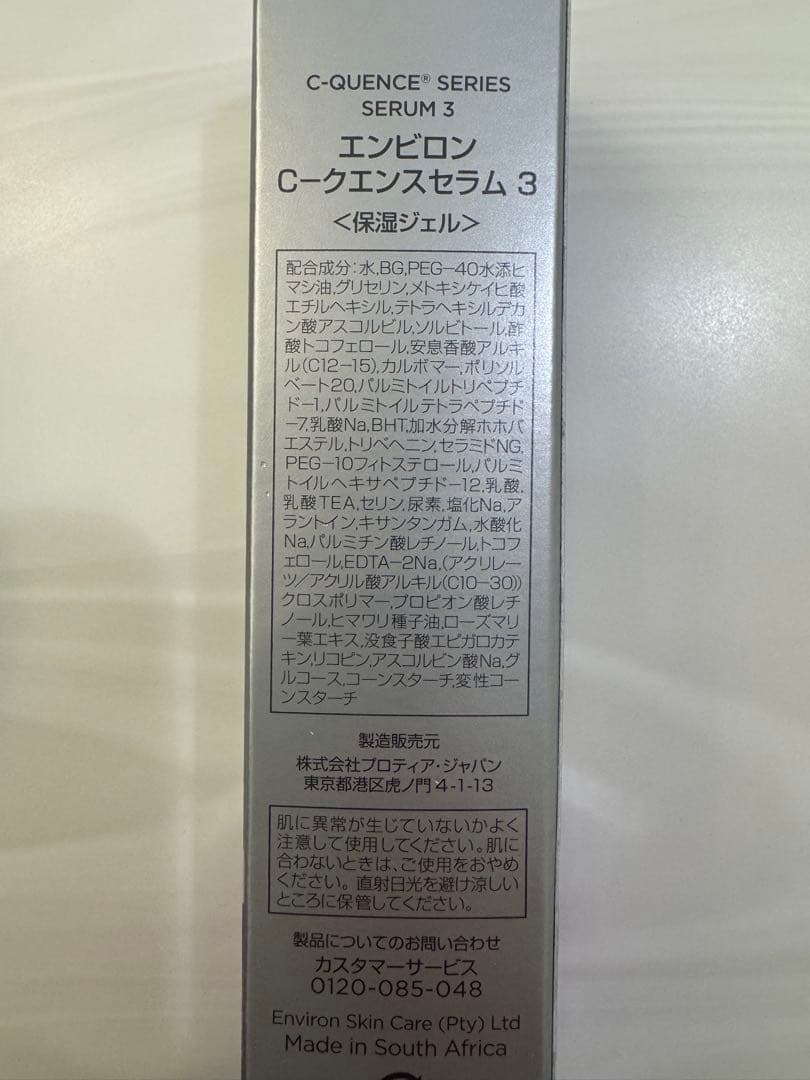 C-QUENCE® SERIES
SERUM 3
エンビロン
C−クエンスセラム 3
＜保湿ジェル＞
配合成分：水,BG,PEG−40水添ヒ
マシ油,グリセリン,メトキシケイヒ酸
エチルヘキシル,テトラヘキシルデカ
ン酸アスコルビル,ソルビトール,酢
酸トコフェロール,安息香酸アルキ
ル(C12−15),カルボマー,ポリソル
ベート20,パルミトイルトリペプチ
ド−1,パルミトイルテトラペプチド
−7,乳酸Na,BHT,加水分解ホホバ
エステル,トリベヘニン,セラミドNG,
PEG−10フィトステロール,パルミ
トイルヘキサペプチド−12,乳酸,
乳酸TEA,セリン,尿素,塩化Na,ア
ラントイン,キサンタンガム,水酸化
Na,パルミチン酸レチノール,トコフ
ェロール,EDTA−2Na,(アクリレー
ツ／アクリル酸アルキル(C10−30))
クロスポリマー,プロピオン酸レチ
ノール,ヒマワリ種子油,ローズマリ
ー葉エキス,没食子酸エピガロカテ
キン,リコピン,アスコルビン酸Na,グ
ルコース,コーンスターチ,変性コー
ンスターチ
製造販売元
株式会社プロティア・ジャパン
東京都港区虎ノ門 4-1-13
肌に異常が生じていないかよく
注意して使用してください。肌に
合わないときは、ご使用をおやめ
ください。直射日光を避け涼しい
ところに保管してください。
製品についてのお問い合わせ
カスタマーサービス
0120-085-048
Environ Skin Care (Pty) Ltd
Made in South Africa